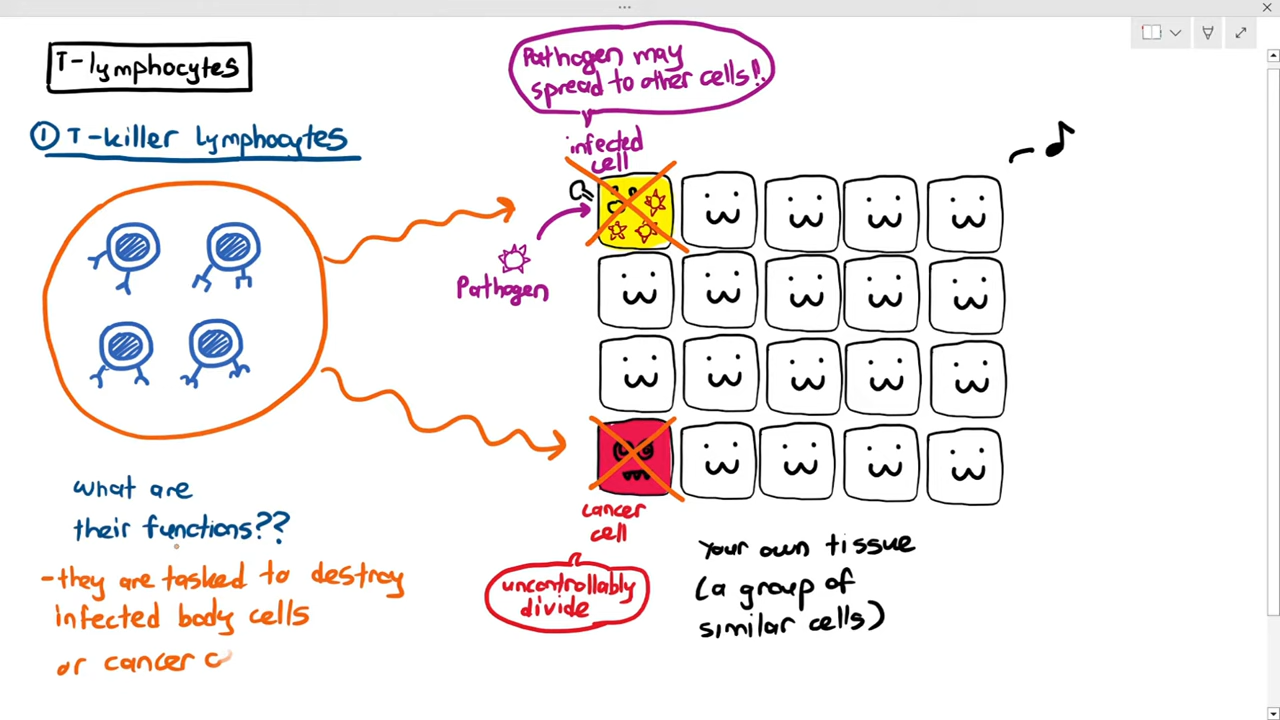 T-lymphocytes
① T-killer lymphocytes
what are
their functions??
-they are tasked to destroy
infected body cells
or cancer c
Pathogen may
spread to other cells!!
infected
cell
Pathogen
cancer
cell
uncontrollably
divide
Your own tissue
(a group of
similar cells)